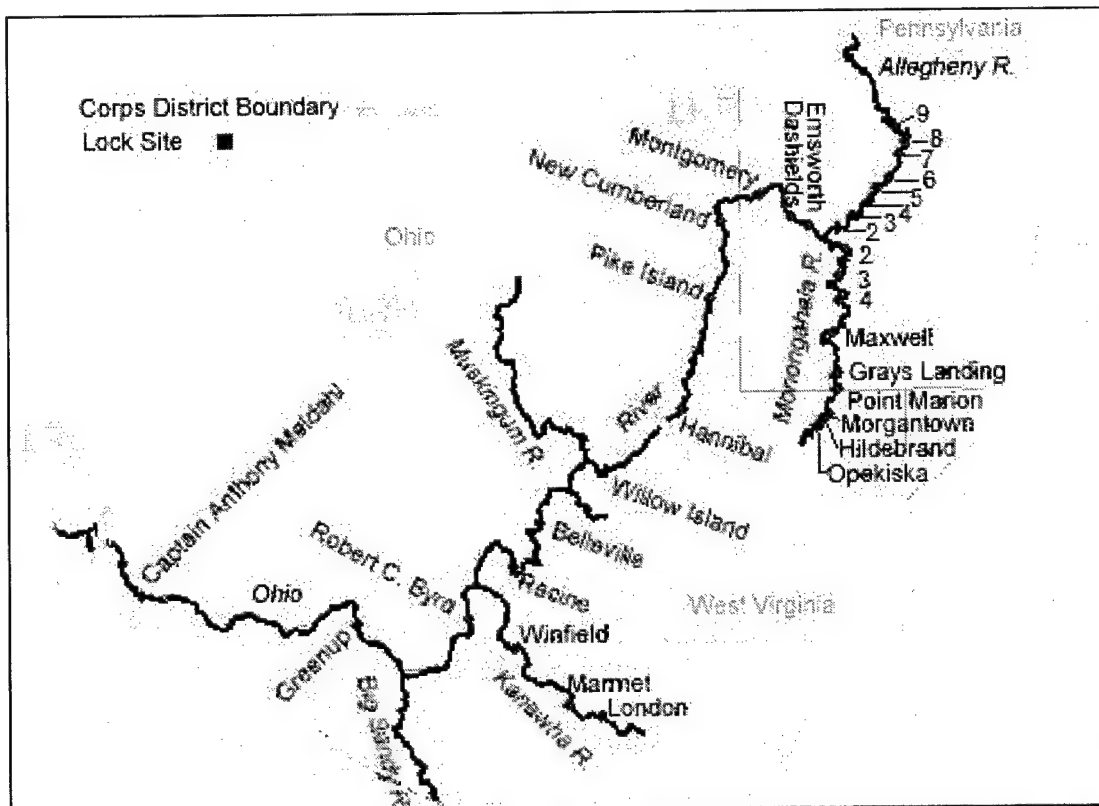 Pennsylvania
Allegheny R.
Corps District Boundary
Lock Site
9
8
7
6
5
4
3
2
Emsworth
Dashields
Montgomery
New Cumberland
Pike Island
Ohio
2
3
4
Monongahela R.
Maxwell
Grays Landing
Point Marion
Morgantown
Hildebrand
Opekiska
Muskingum R.
River
Hannibal
Willow Island
Belleville
Captain Anthony Meldahl
Robert C. Byrd
Racine
Ohio
West Virginia
Winfield
Greenup
Marmet
London
Kanawha R.
Big Sandy R.